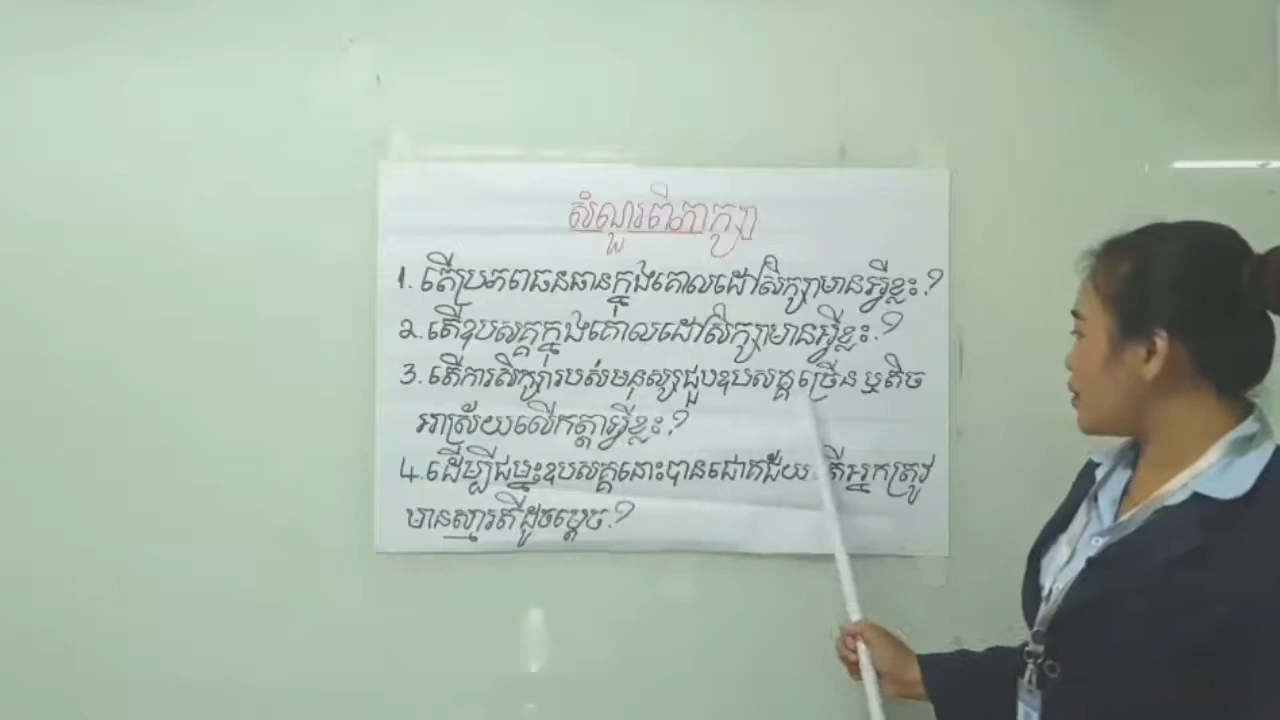 សំណួរពិភាក្សា
1. តើប្រភពធនធានក្នុងគោលដៅសិក្សាមានអ្វីខ្លះ?
២. តើឧបសគ្គក្នុងគោលដៅសិក្សាមានអ្វីខ្លះ?
3. តើការសិក្សារបស់មនុស្សជួបឧបសគ្គច្រើន ឬតិច
អាស្រ័យលើកត្តាអ្វីខ្លះ?
4. ដើម្បីជម្នះឧបសគ្គនោះបានជោគជ័យ តើអ្នកត្រូវ
មានស្មារតីដូចម្ដេច?